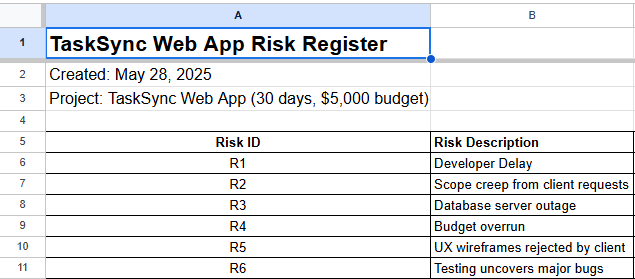 A B
1 TaskSync Web App Risk Register
2 Created: May 28, 2025
3 Project: TaskSync Web App (30 days, $5,000 budget)
4
5 Risk ID Risk Description
6 R1 Developer Delay
7 R2 Scope creep from client requests
8 R3 Database server outage
9 R4 Budget overrun
10 R5 UX wireframes rejected by client
11 R6 Testing uncovers major bugs